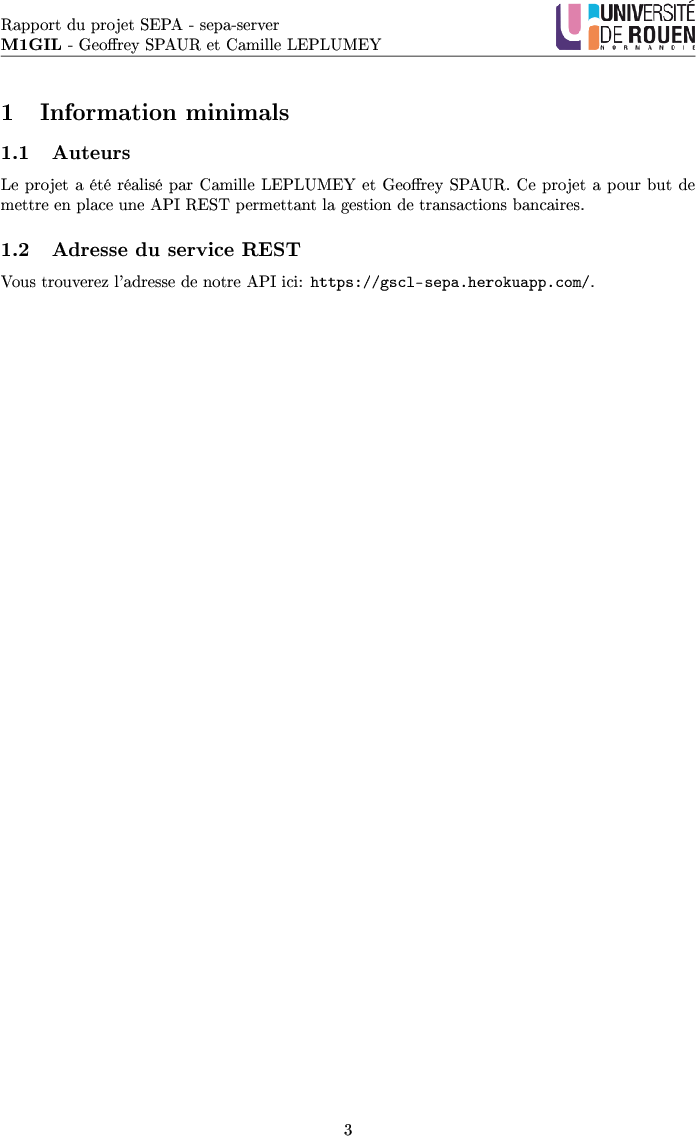 Rapport du projet SEPA - sepa-server
M1GIL - Geoffrey SPAUR et Camille LEPLUMEY
UNIVERSITÉ
DE ROUEN
NORMANDIE
1 Information minimals
1.1 Auteurs
Le projet a été réalisé par Camille LEPLUMEY et Geoffrey SPAUR. Ce projet a pour but de
mettre en place une API REST permettant la gestion de transactions bancaires.
1.2 Adresse du service REST
Vous trouverez l'adresse de notre API ici: https://gscl-sepa.herokuapp.com/.
3